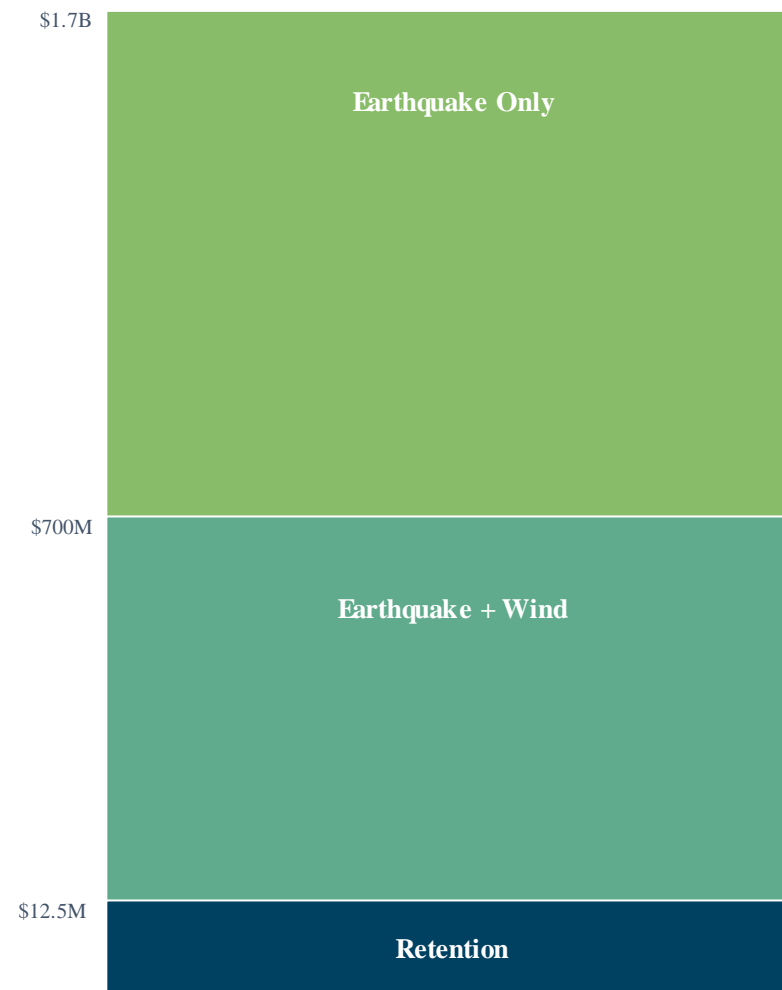 $1.7B
Earthquake Only
$700M
Earthquake + Wind
$12.5M
Retention